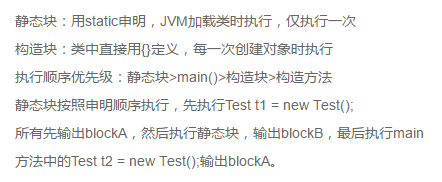 静态块：用static申明，JVM加载类时执行，仅执行一次
构造块：类中直接用{}定义，每一次创建对象时执行
执行顺序优先级：静态块>main()>构造块>构造方法
静态块按照申明顺序执行，先执行Test t1 = new Test();
所有先输出blockA，然后执行静态块，输出blockB，最后执行main
方法中的Test t2 = new Test();输出blockA。